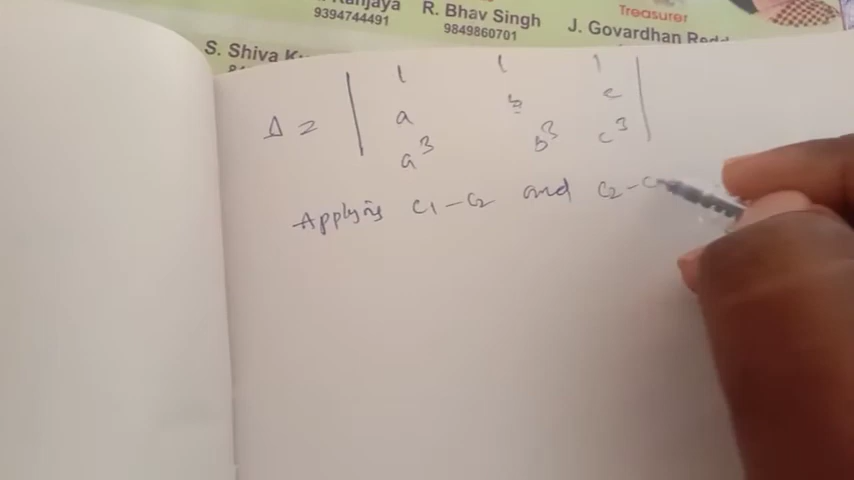 R. Bhav Singh
Treasurer
9394744491
9849860701
J. Govardhan
S. Shiva
Δ = | 1 1 1 |
a b c
a³ b³ c³
Applying C1 - C2 and C2 -